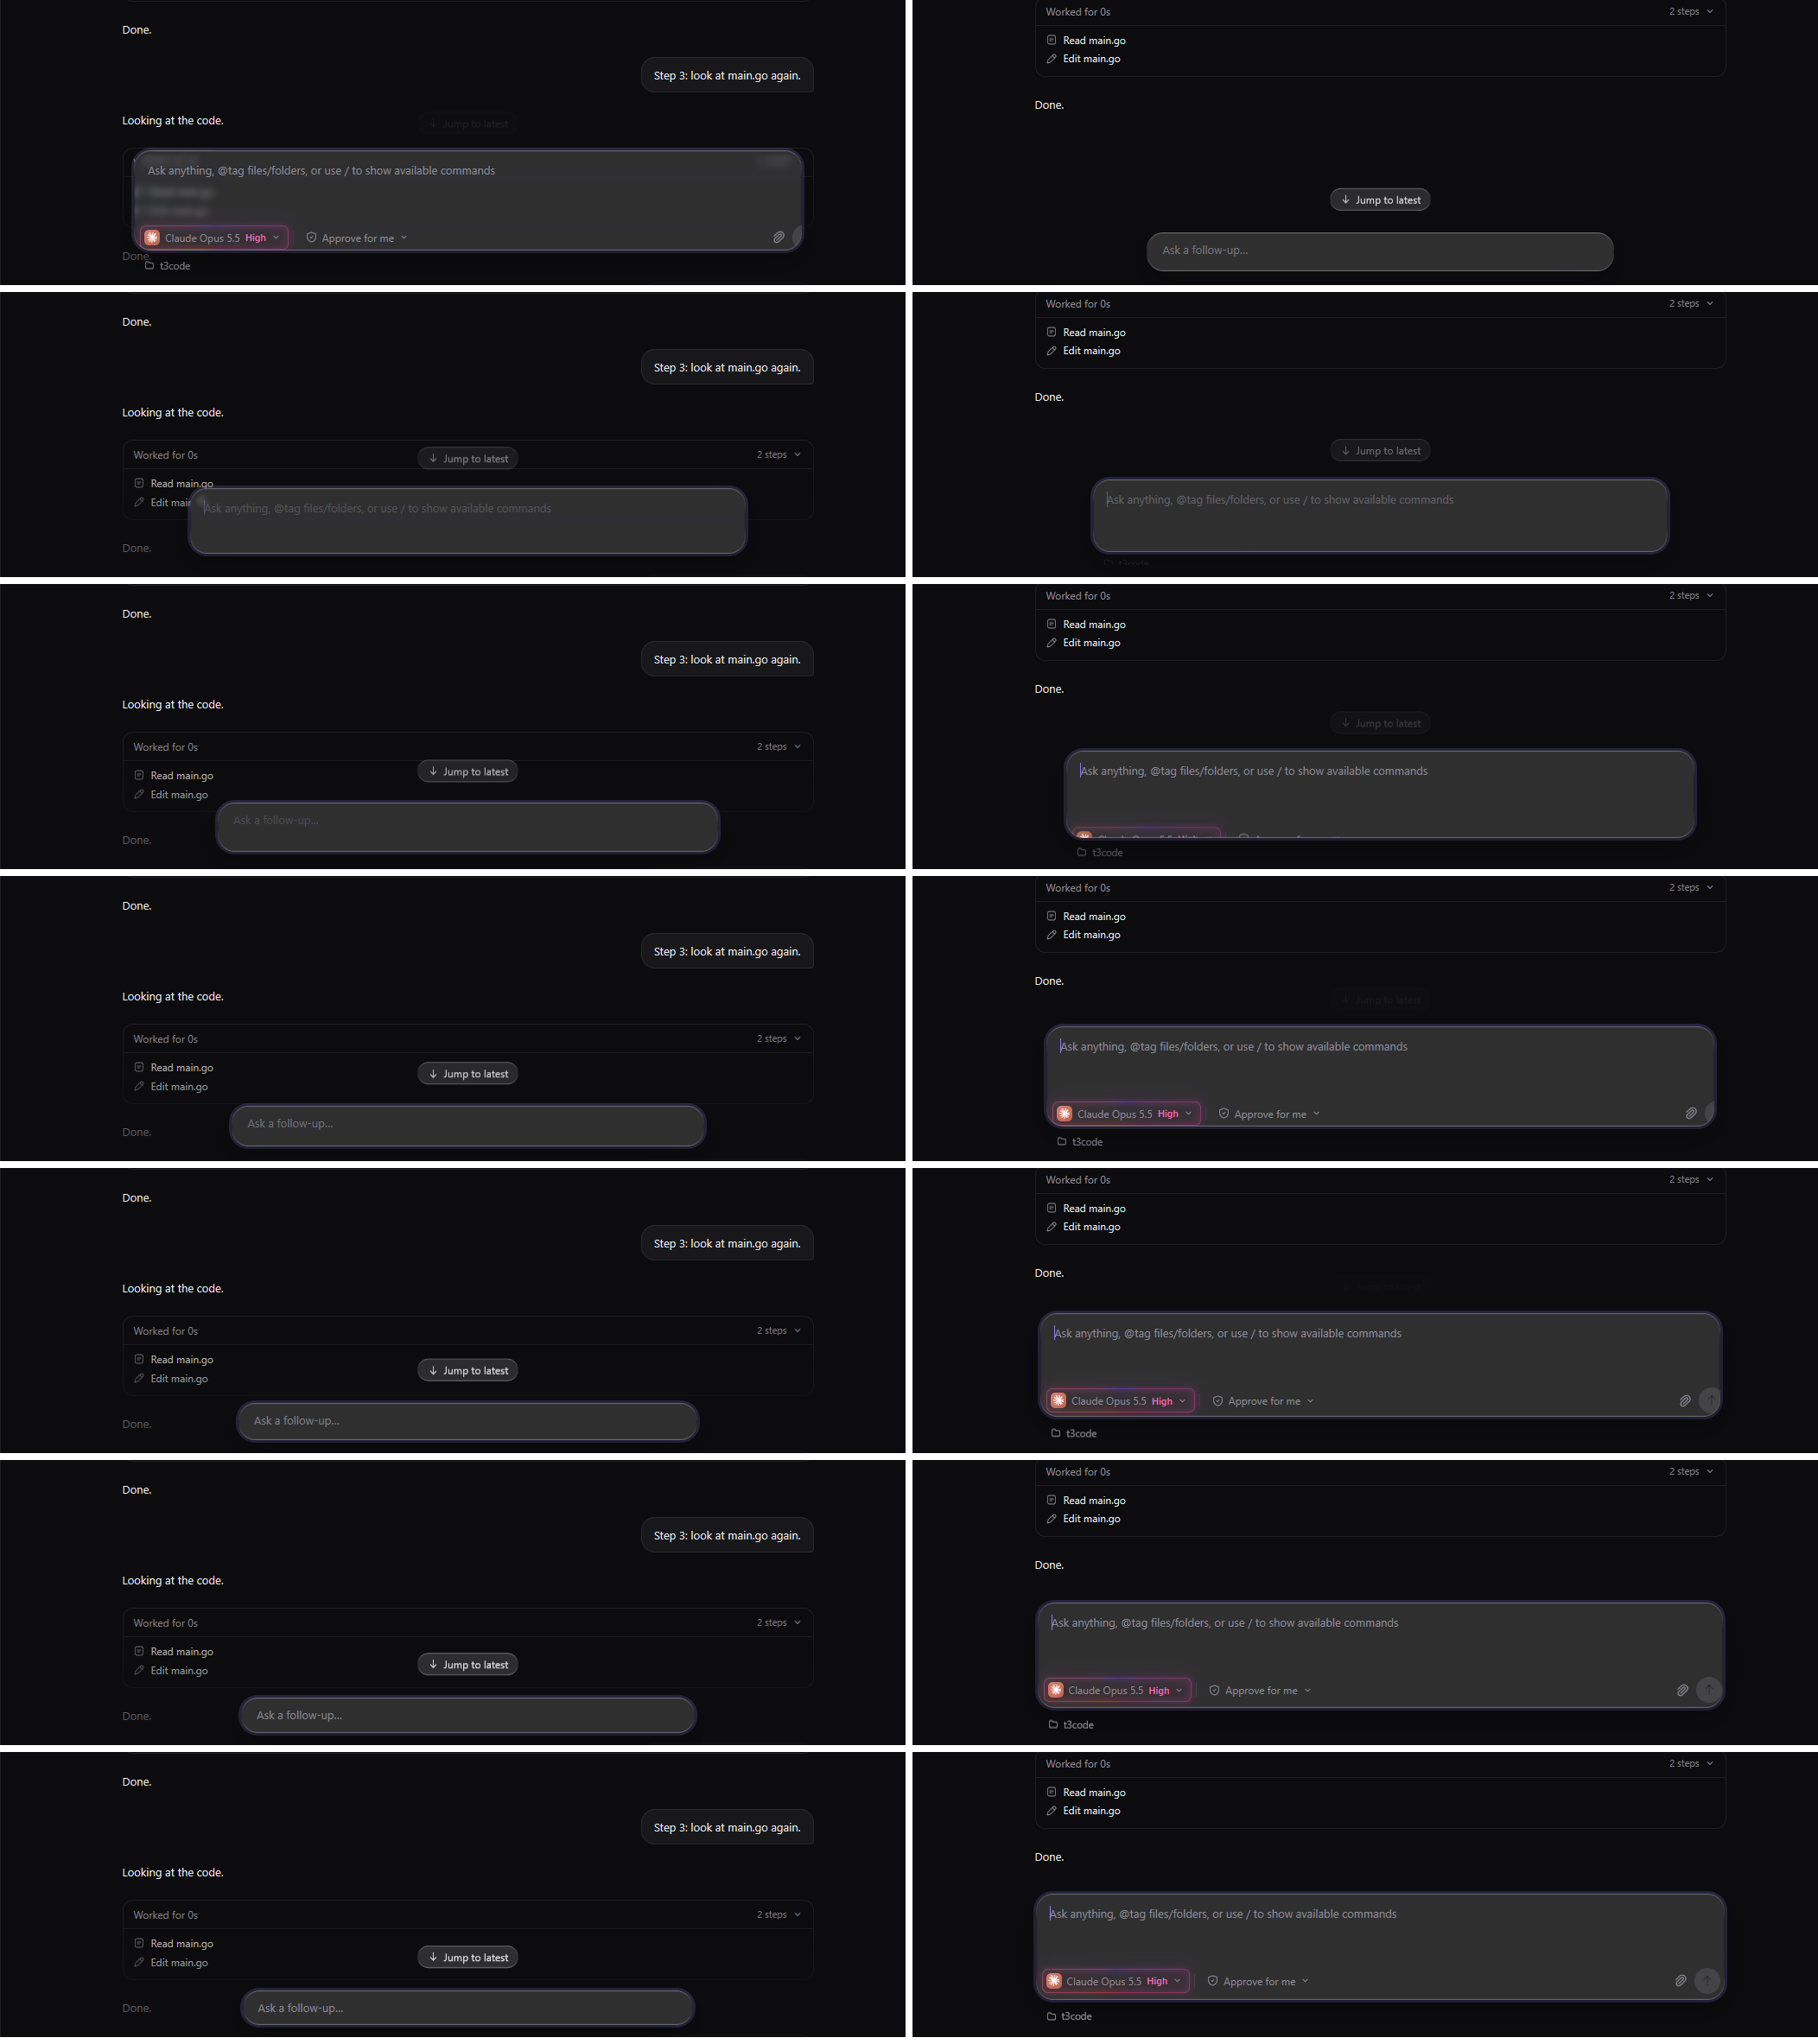 Done.
Step 3: look at main.go again.
Looking at the code.
Jump to latest
Ask anything, @tag files/folders, or use / to show available commands
Claude Opus 5.5 High
Approve for me
Done.
t3code
Worked for 0s
2 steps
Read main.go
Edit main.go
Done.
Jump to latest
Ask a follow-up...
Done.
Step 3: look at main.go again.
Looking at the code.
Worked for 0s
2 steps
Jump to latest
Read main.go
Edit
Ask anything, @tag files/folders, or use / to show available commands
Done.
Worked for 0s
2 steps
Read main.go
Edit main.go
Done.
Jump to latest
Ask anything, @tag files/folders, or use / to show available commands
Done.
Step 3: look at main.go again.
Looking at the code.
Worked for 0s
2 steps
Read main.go
Jump to latest
Edit main.go
Ask a follow-up...
Done.
Worked for 0s
2 steps
Read main.go
Edit main.go
Done.
Jump to latest
Ask anything, @tag files/folders, or use / to show available commands
t3code
Done.
Step 3: look at main.go again.
Looking at the code.
Worked for 0s
2 steps
Read main.go
Jump to latest
Edit main.go
Ask a follow-up...
Done.
Worked for 0s
2 steps
Read main.go
Edit main.go
Done.
Jump to latest
Ask anything, @tag files/folders, or use / to show available commands
Claude Opus 5.5 High
Approve for me
t3code
Done.
Step 3: look at main.go again.
Looking at the code.
Worked for 0s
2 steps
Read main.go
Jump to latest
Edit main.go
Ask a follow-up...
Done.
Worked for 0s
2 steps
Read main.go
Edit main.go
Done.
Ask anything, @tag files/folders, or use / to show available commands
Claude Opus 5.5 High
Approve for me
t3code
Done.
Step 3: look at main.go again.
Looking at the code.
Worked for 0s
2 steps
Read main.go
Jump to latest
Edit main.go
Ask a follow-up...
Done.
Worked for 0s
2 steps
Read main.go
Edit main.go
Done.
Ask anything, @tag files/folders, or use / to show available commands
Claude Opus 5.5 High
Approve for me
t3code
Done.
Step 3: look at main.go again.
Looking at the code.
Worked for 0s
2 steps
Read main.go
Jump to latest
Edit main.go
Ask a follow-up...
Done.
Worked for 0s
2 steps
Read main.go
Edit main.go
Done.
Ask anything, @tag files/folders, or use / to show available commands
Claude Opus 5.5 High
Approve for me
t3code